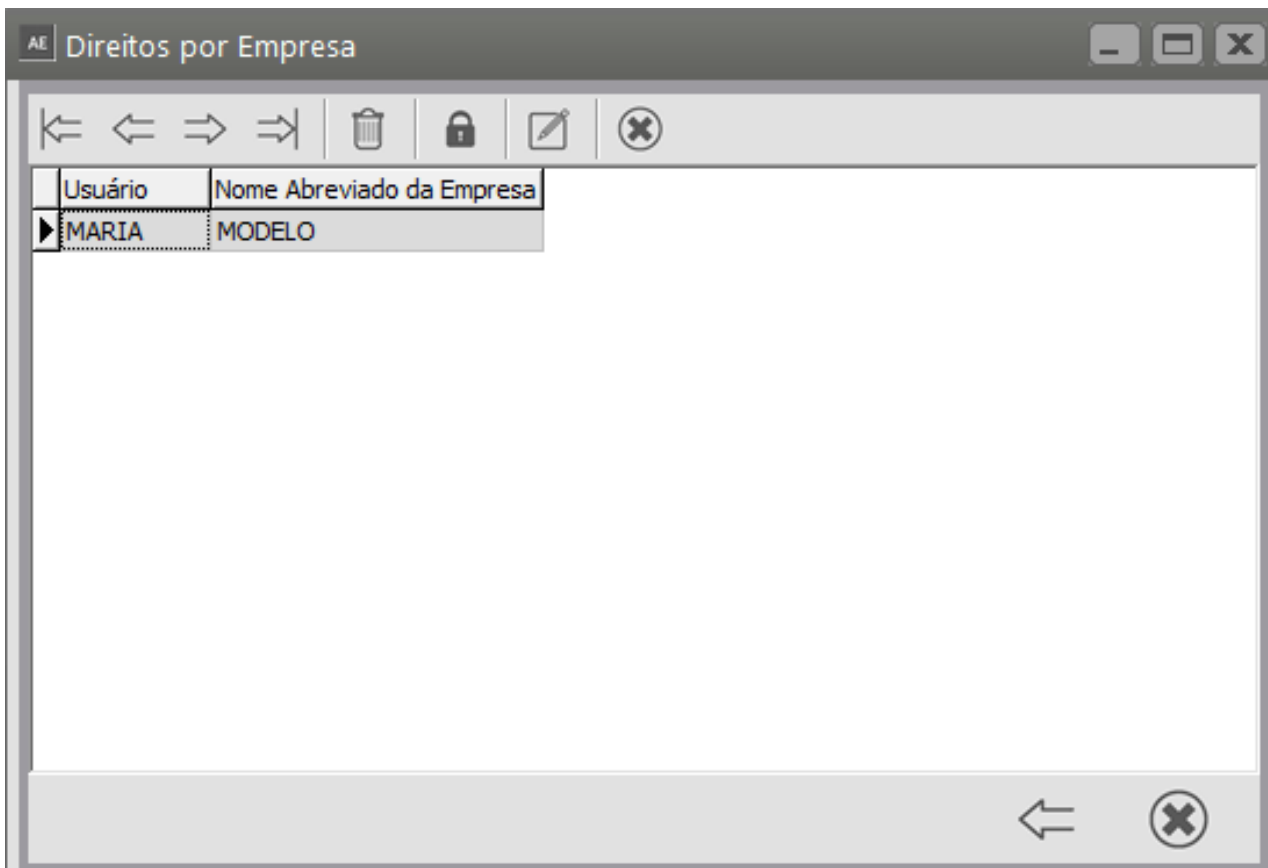 AE Direitos por Empresa
Usuário Nome Abreviado da Empresa
MARIA MODELO